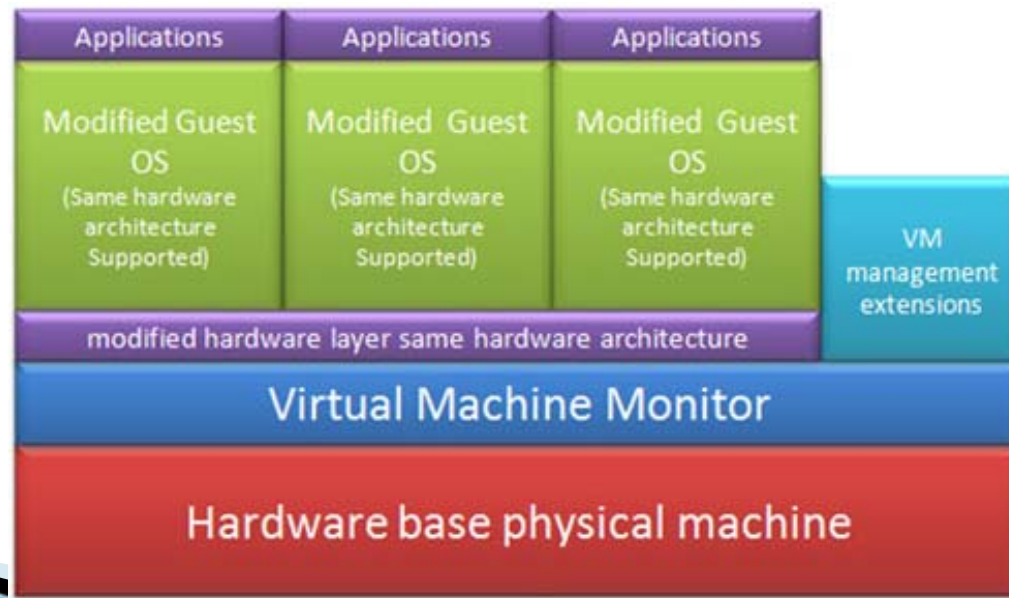 Applications
Applications
Applications
Modified Guest
OS
(Same hardware
architecture
Supported)
Modified Guest
OS
(Same hardware
architecture
Supported)
Modified Guest
OS
(Same hardware
architecture
Supported)
VM
management
extensions
modified hardware layer same hardware architecture
Virtual Machine Monitor
Hardware base physical machine